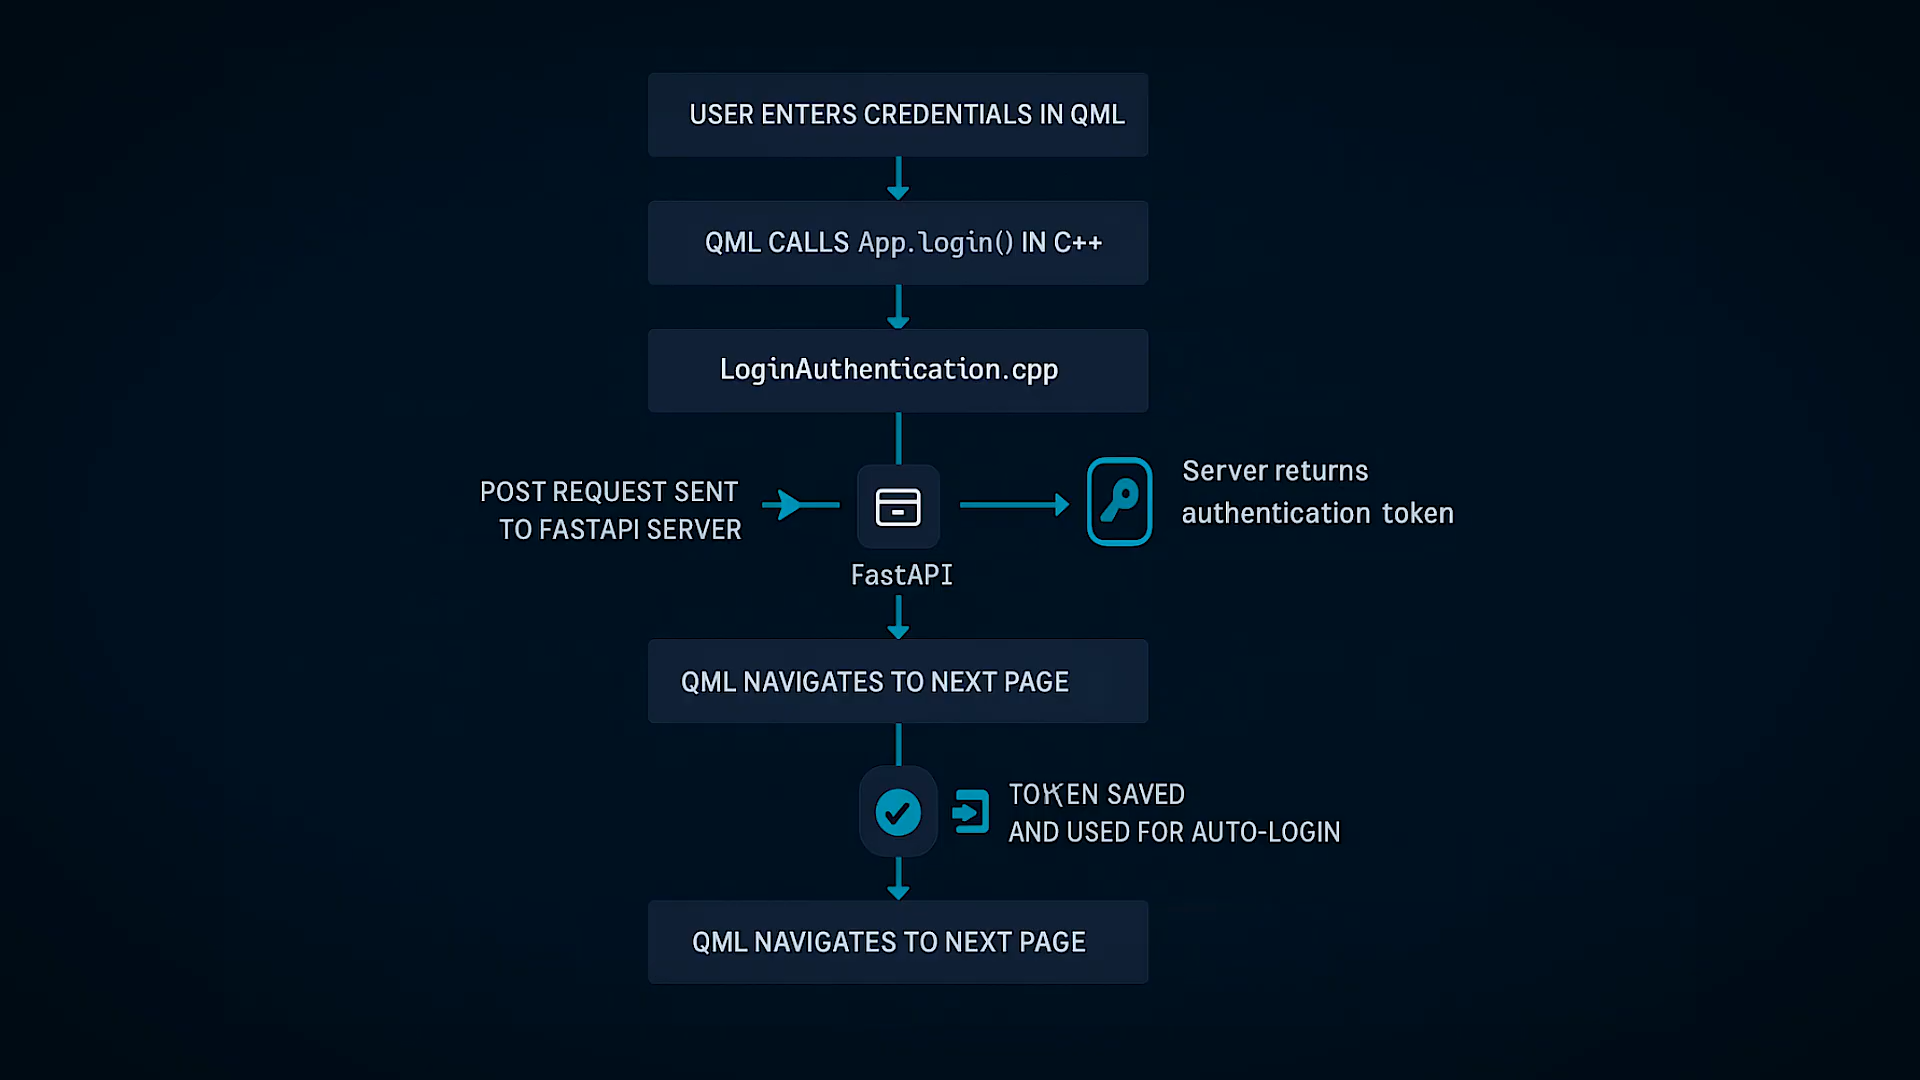 USER ENTERS CREDENTIALS IN QML
QML CALLS App.login() IN C++
LoginAuthentication.cpp
POST REQUEST SENT
TO FASTAPI SERVER
FastAPI
Server returns
authentication token
QML NAVIGATES TO NEXT PAGE
TOKEN SAVED
AND USED FOR AUTO-LOGIN
QML NAVIGATES TO NEXT PAGE